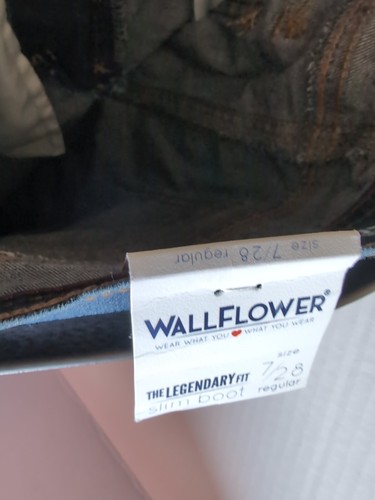 size 7/28 regular
WALLFLOWER®
WEAR WHAT YOU ❤ WHAT YOU WEAR
size
7/28
THE LEGENDARY FIT
regular
slim boot